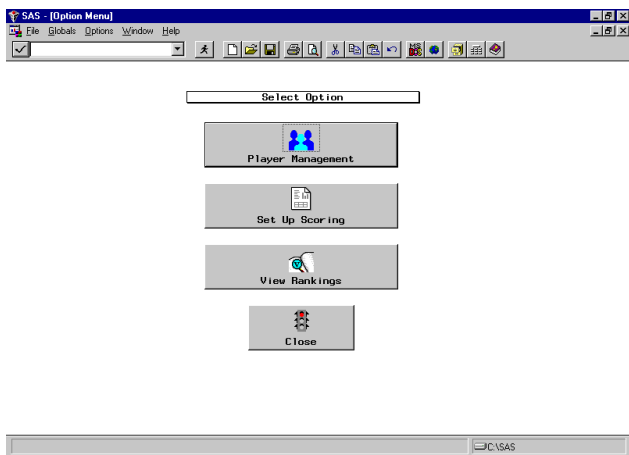 SAS - [Option Menu]
File Globals Options Window Help
Select Option
Player Management
Set Up Scoring
View Rankings
Close
C:\SAS